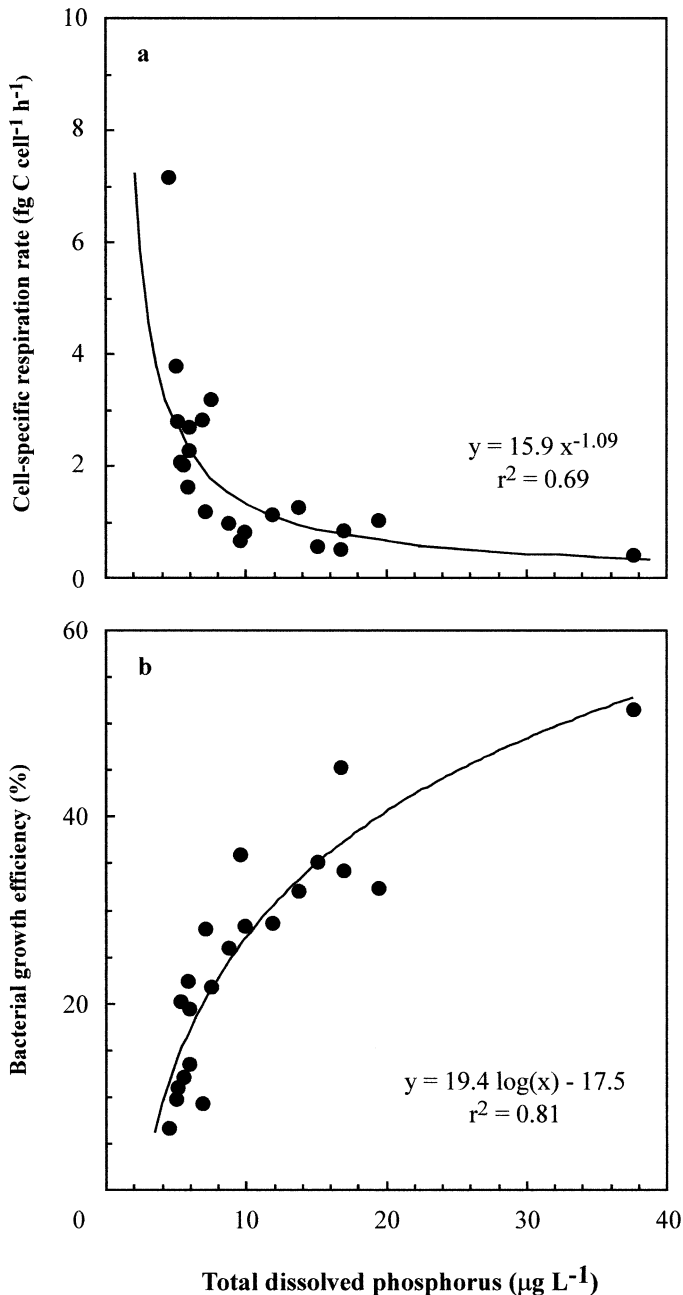 10
a
8
6
4
2
0
Cell-specific respiration rate (fg C cell⁻¹ h⁻¹)
y = 15.9 x⁻¹·⁰⁹
r² = 0.69
60
b
40
20
Bacterial growth efficiency (%)
y = 19.4 log(x) - 17.5
r² = 0.81
0 10 20 30 40
Total dissolved phosphorus (µg L⁻¹)